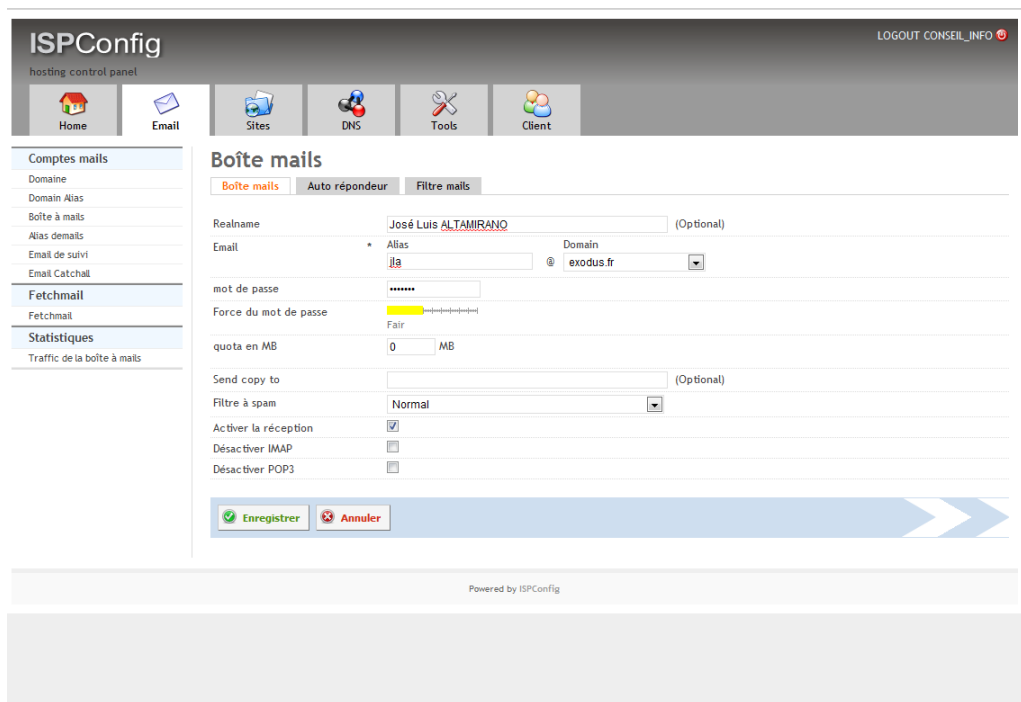 ISPConfig
LOGOUT CONSEIL_INFO
hosting control panel
Home
Email
Sites
DNS
Tools
Client
Comptes mails
Domaine
Domain Alias
Boîte à mails
Alias demails
Email de suivi
Email Catchall
Fetchmail
Fetchmail
Statistiques
Traffic de la boîte à mails
Boîte mails
Boîte mails
Auto répondeur
Filtre mails
Realname
José Luis ALTAMIRANO
(Optional)
Email
*
Alias
Domain
jla
@
exodus.fr
mot de passe
•••••••
Force du mot de passe
Fair
quota en MB
0
MB
Send copy to
(Optional)
Filtre à spam
Normal
Activer la réception
Désactiver IMAP
Désactiver POP3
Enregistrer
Annuler
Powered by ISPConfig